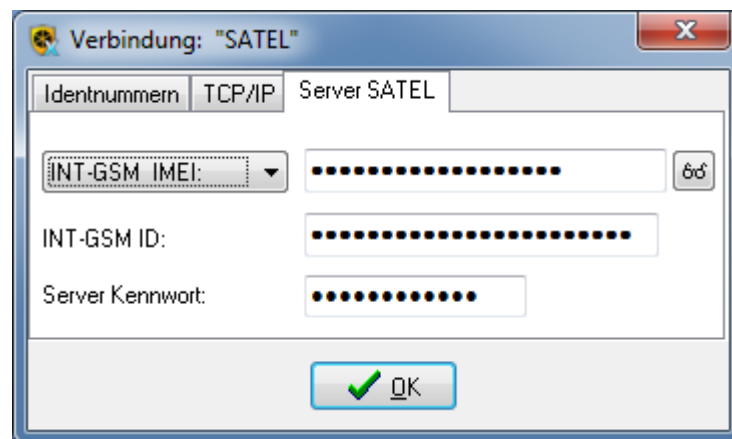 Verbindung: "SATEL"
Identnummern TCP/IP Server SATEL
INT-GSM IMEI: ••••••••••••••••••
INT-GSM ID: •••••••••••••••••••••••
Server Kennwort: ••••••••••••
OK